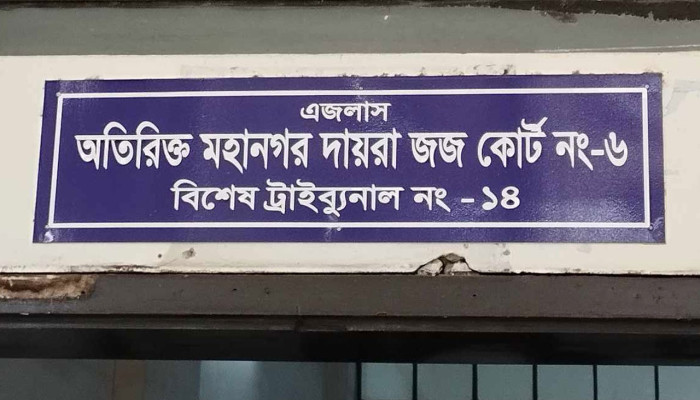 এজলাস
অতিরিক্ত মহানগর দায়রা জজ কোর্ট নং-৬
বিশেষ ট্রাইব্যুনাল নং - ১৪